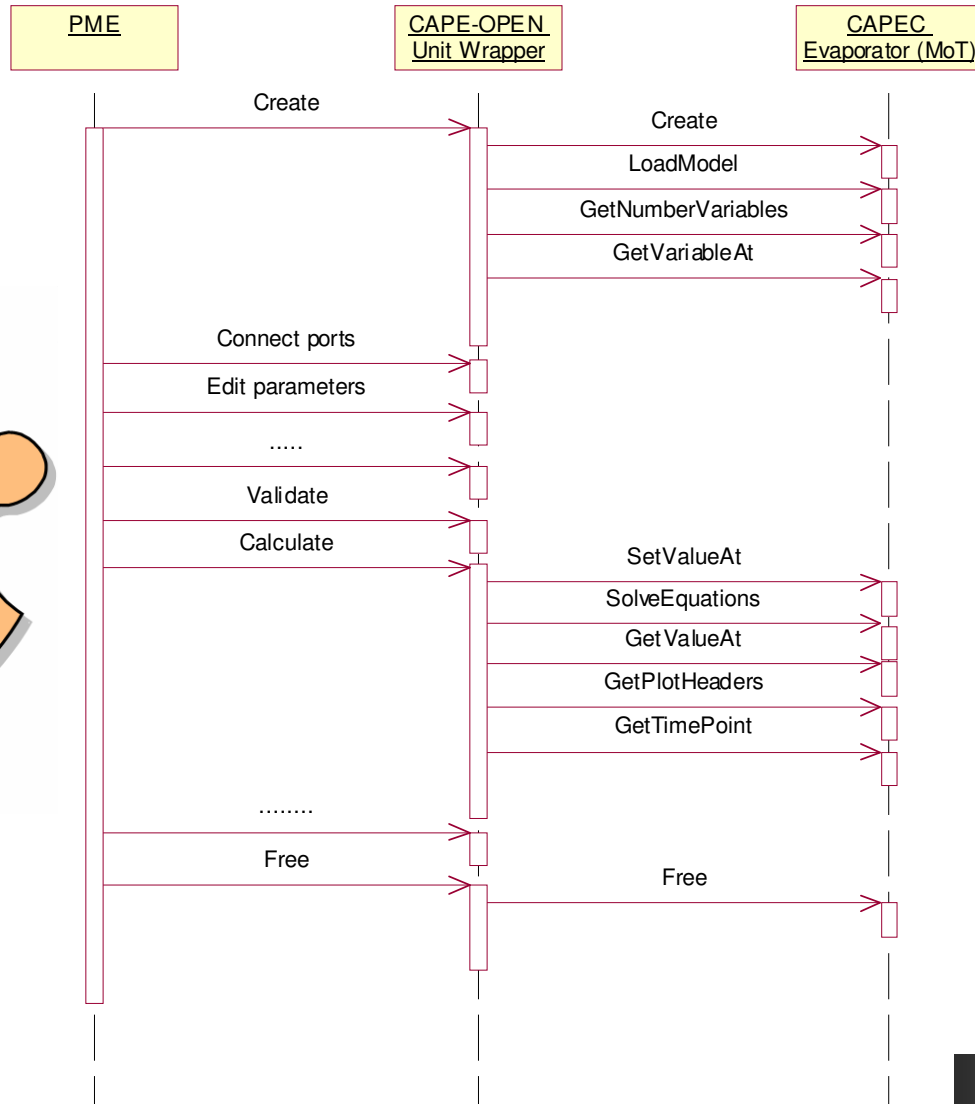 PME
CAPE-OPEN
Unit Wrapper
CAPEC
Evaporator (MoT)
Create
Create
LoadModel
GetNumberVariables
GetVariableAt
Connect ports
Edit parameters
.....
Validate
Calculate
SetValueAt
SolveEquations
GetValueAt
GetPlotHeaders
GetTimePoint
........
Free
Free